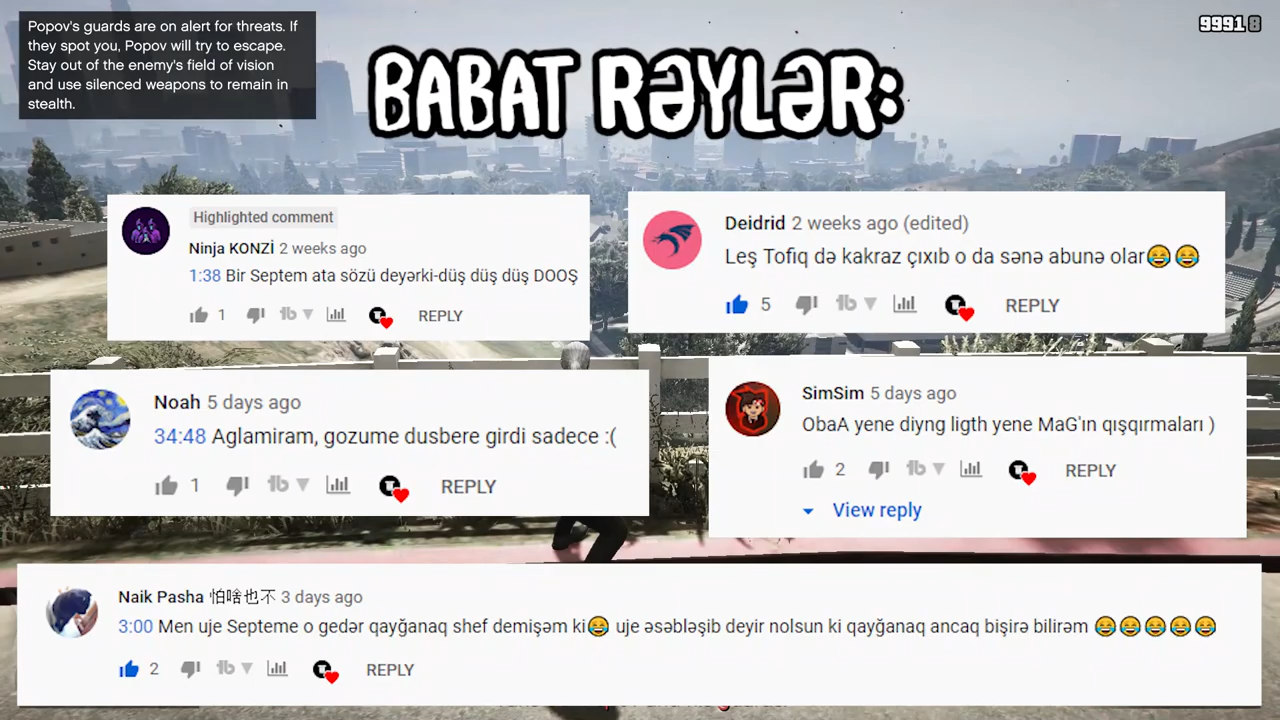 Popov's guards are on alert for threats. If
they spot you, Popov will try to escape.
Stay out of the enemy's field of vision
and use silenced weapons to remain in
stealth.
99918
BABAT RƏYLƏR:
Highlighted comment
Ninja KONZİ 2 weeks ago
1:38 Bir Septem ata sözü deyərki-düş düş düş DOOŞ
1 REPLY
Deidrid 2 weeks ago (edited)
Leş Tofiq də kakraz çıxıb o da sənə abunə olar😂😂
5 REPLY
Noah 5 days ago
34:48 Aglamiram, gozume dusbere girdi sadece :(
1 REPLY
SimSim 5 days ago
ObaA yene diyng ligth yene MaG'ın qışqırmaları )
2 REPLY
View reply
Naik Pasha 怕啥也不 3 days ago
3:00 Men uje Septeme o gedər qayğanaq shef demişəm ki😂 uje əsəbləşib deyir nolsun ki qayğanaq ancaq bişirə bilirəm 😂😂😂😂😂
2 REPLY